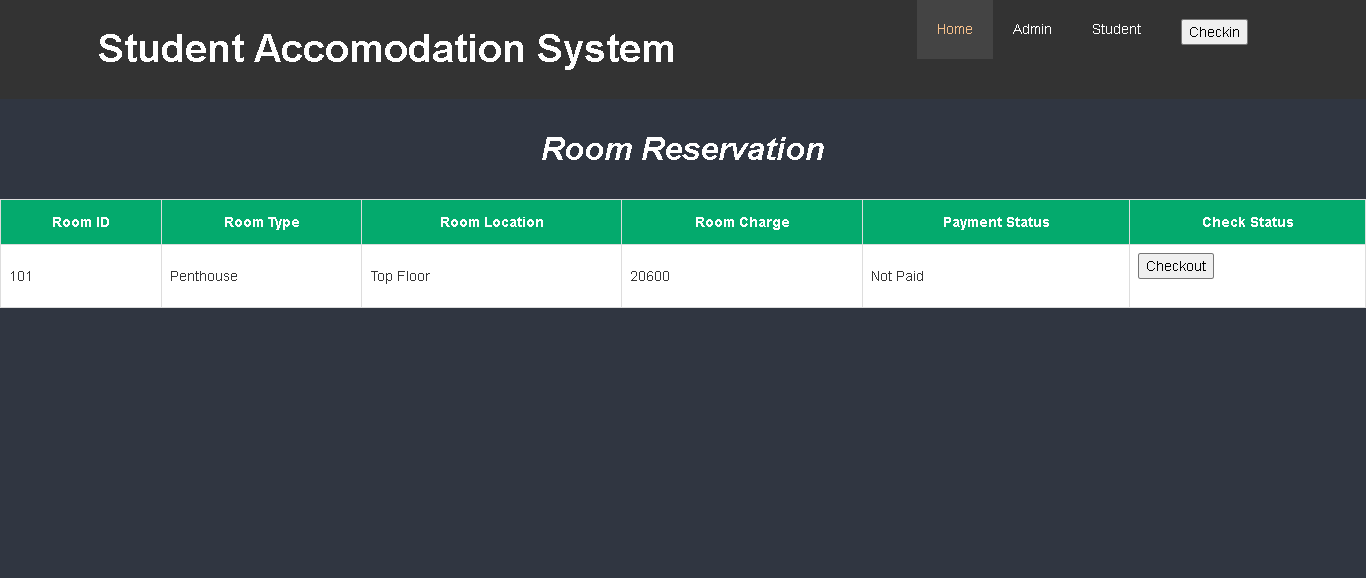 Student Accomodation System
Home Admin Student Checkin
Room Reservation
Room ID Room Type Room Location Room Charge Payment Status Check Status
101 Penthouse Top Floor 20600 Not Paid Checkout